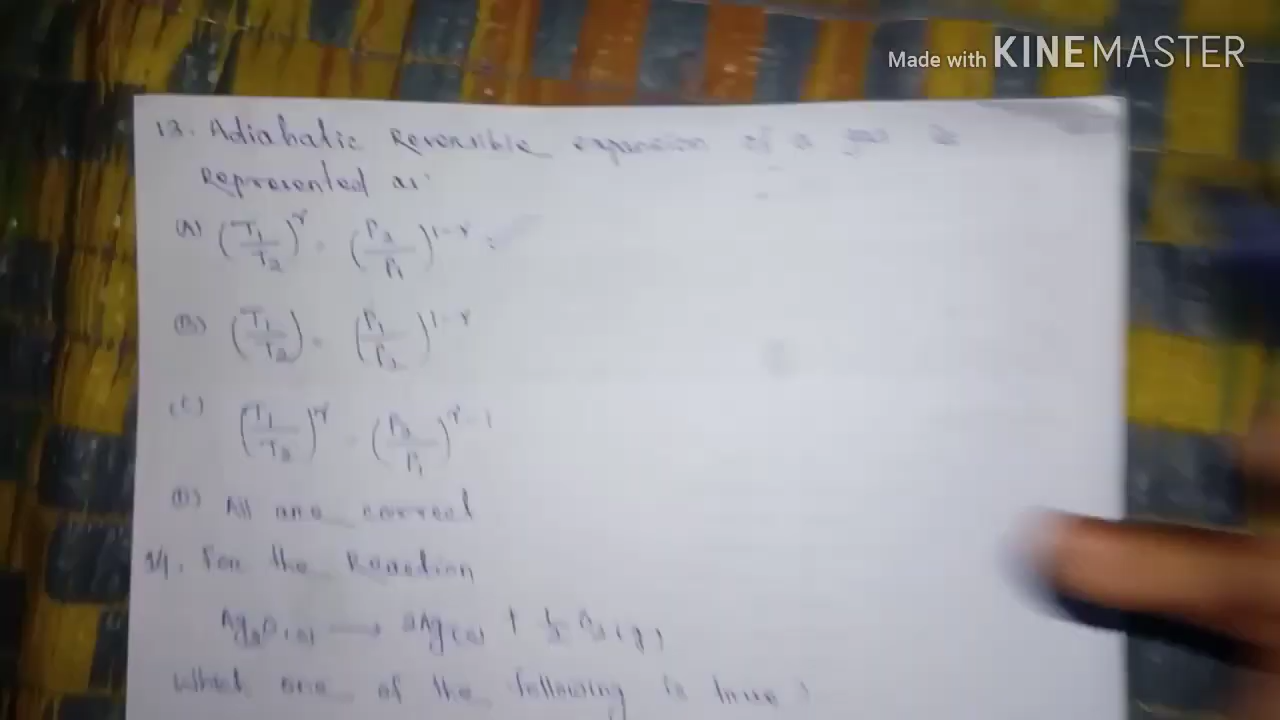 Made with KINEMASTER
13. Adiabatic Reversible expansion of a gas is
Represented as:
(A) (T₁/T₂)^γ = (P₂/P₁)^1-γ
(B) (T₁/T₂) = (P₁/P₂)^1-γ
(C) (T₁/T₂)^γ = (P₂/P₁)^γ-1
(D) All are correct
14. For the Reaction
Ag₂O(s) ⟶ 2Ag(s) + ½ O₂(g)
Which one of the following is true?